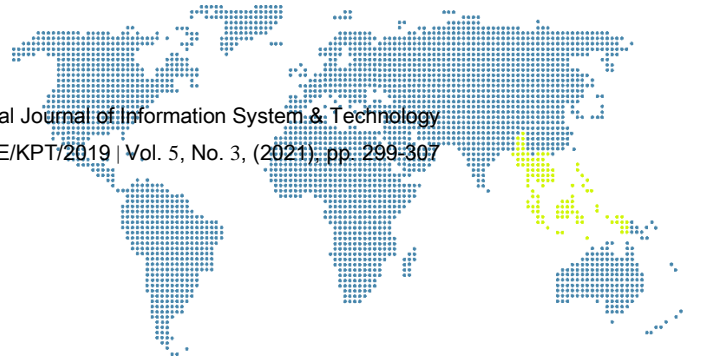 al Journal of Information System & Technology
E/KPT/2019 | Vol. 5, No. 3, (2021), pp. 299-307